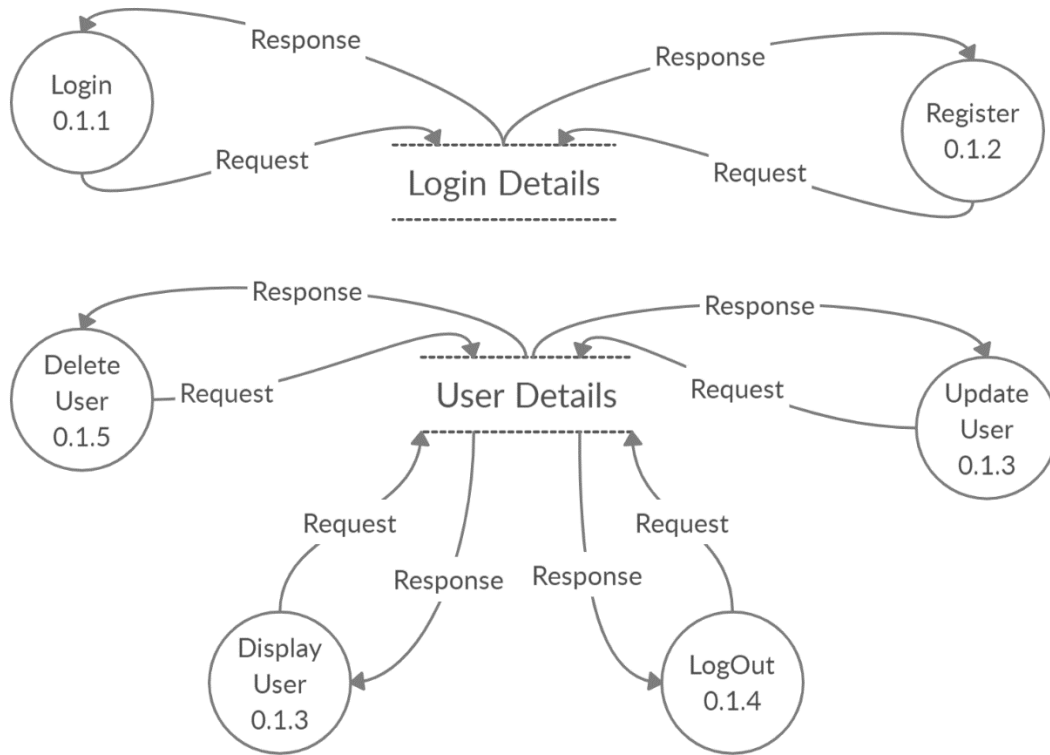 Response
Login
0.1.1
Request
Response
Register
0.1.2
Request
Login Details
Response
Delete
User
0.1.5
Request
Response
Update
User
0.1.3
Request
User Details
Request
Response
Display
User
0.1.3
Request
Response
LogOut
0.1.4